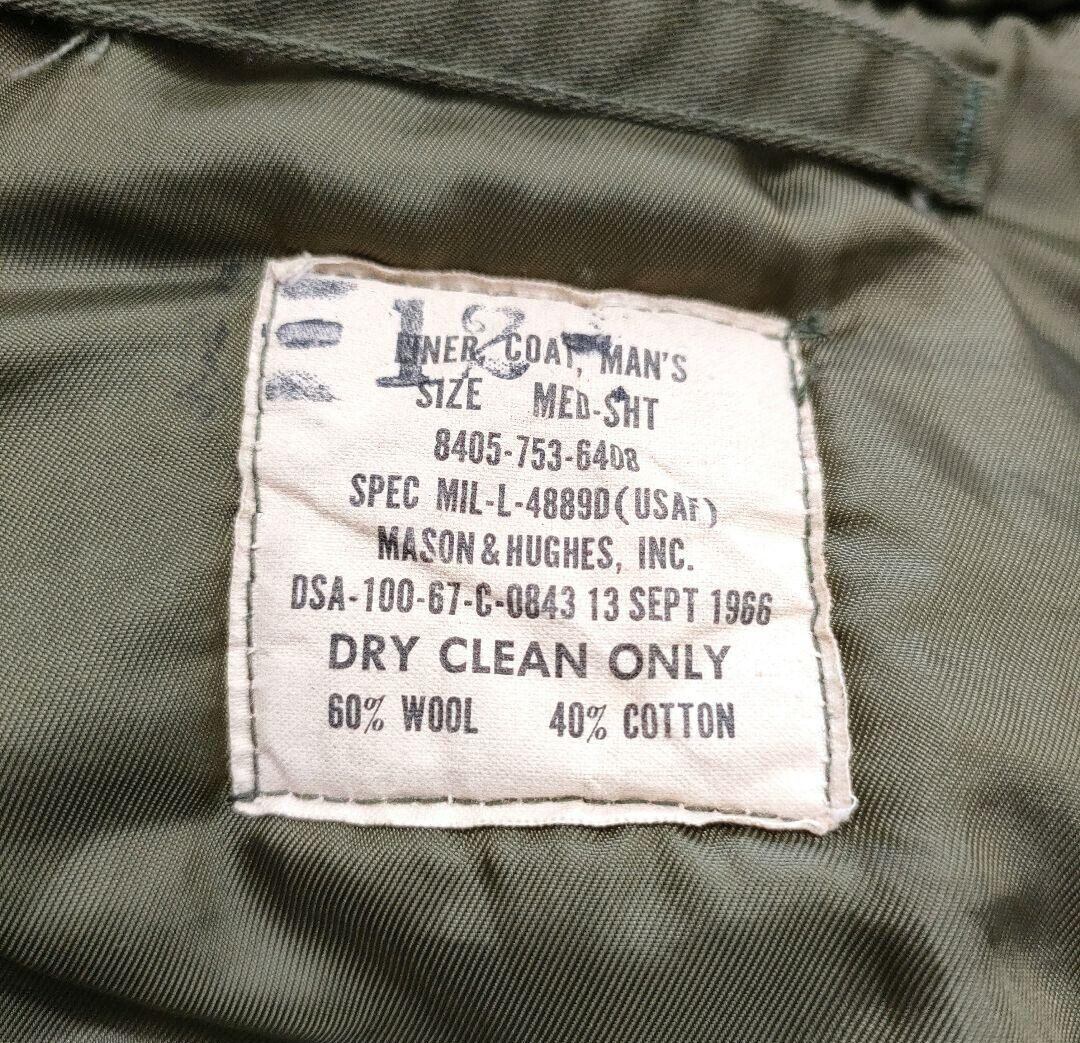 12
LINER, COAT, MAN'S
SIZE MED-SHT
8405-753-6408
SPEC MIL-L-4889D (USAF)
MASON & HUGHES, INC.
DSA-100-67-C-0843 13 SEPT 1966
DRY CLEAN ONLY
60% WOOL 40% COTTON